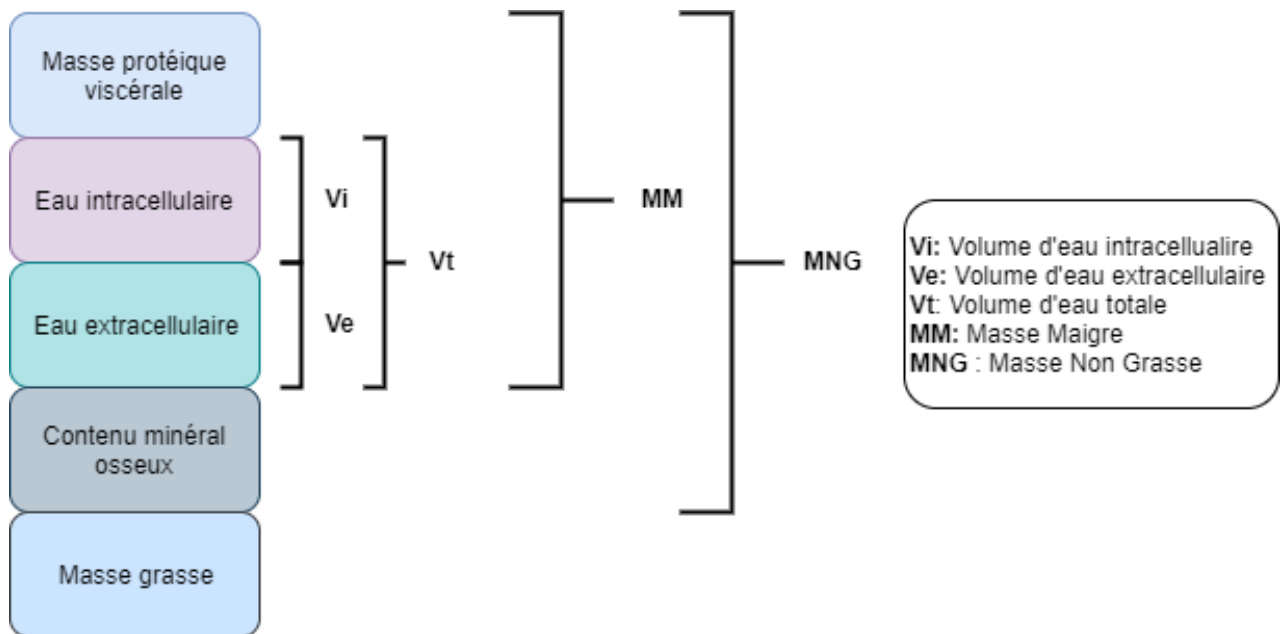 Masse protéique
viscérale
Eau intracellulaire
Eau extracellulaire
Contenu minéral
osseux
Masse grasse
Vi
Ve
Vt
MM
MNG
Vi: Volume d'eau intracellualire
Ve: Volume d'eau extracellulaire
Vt: Volume d'eau totale
MM: Masse Maigre
MNG : Masse Non Grasse